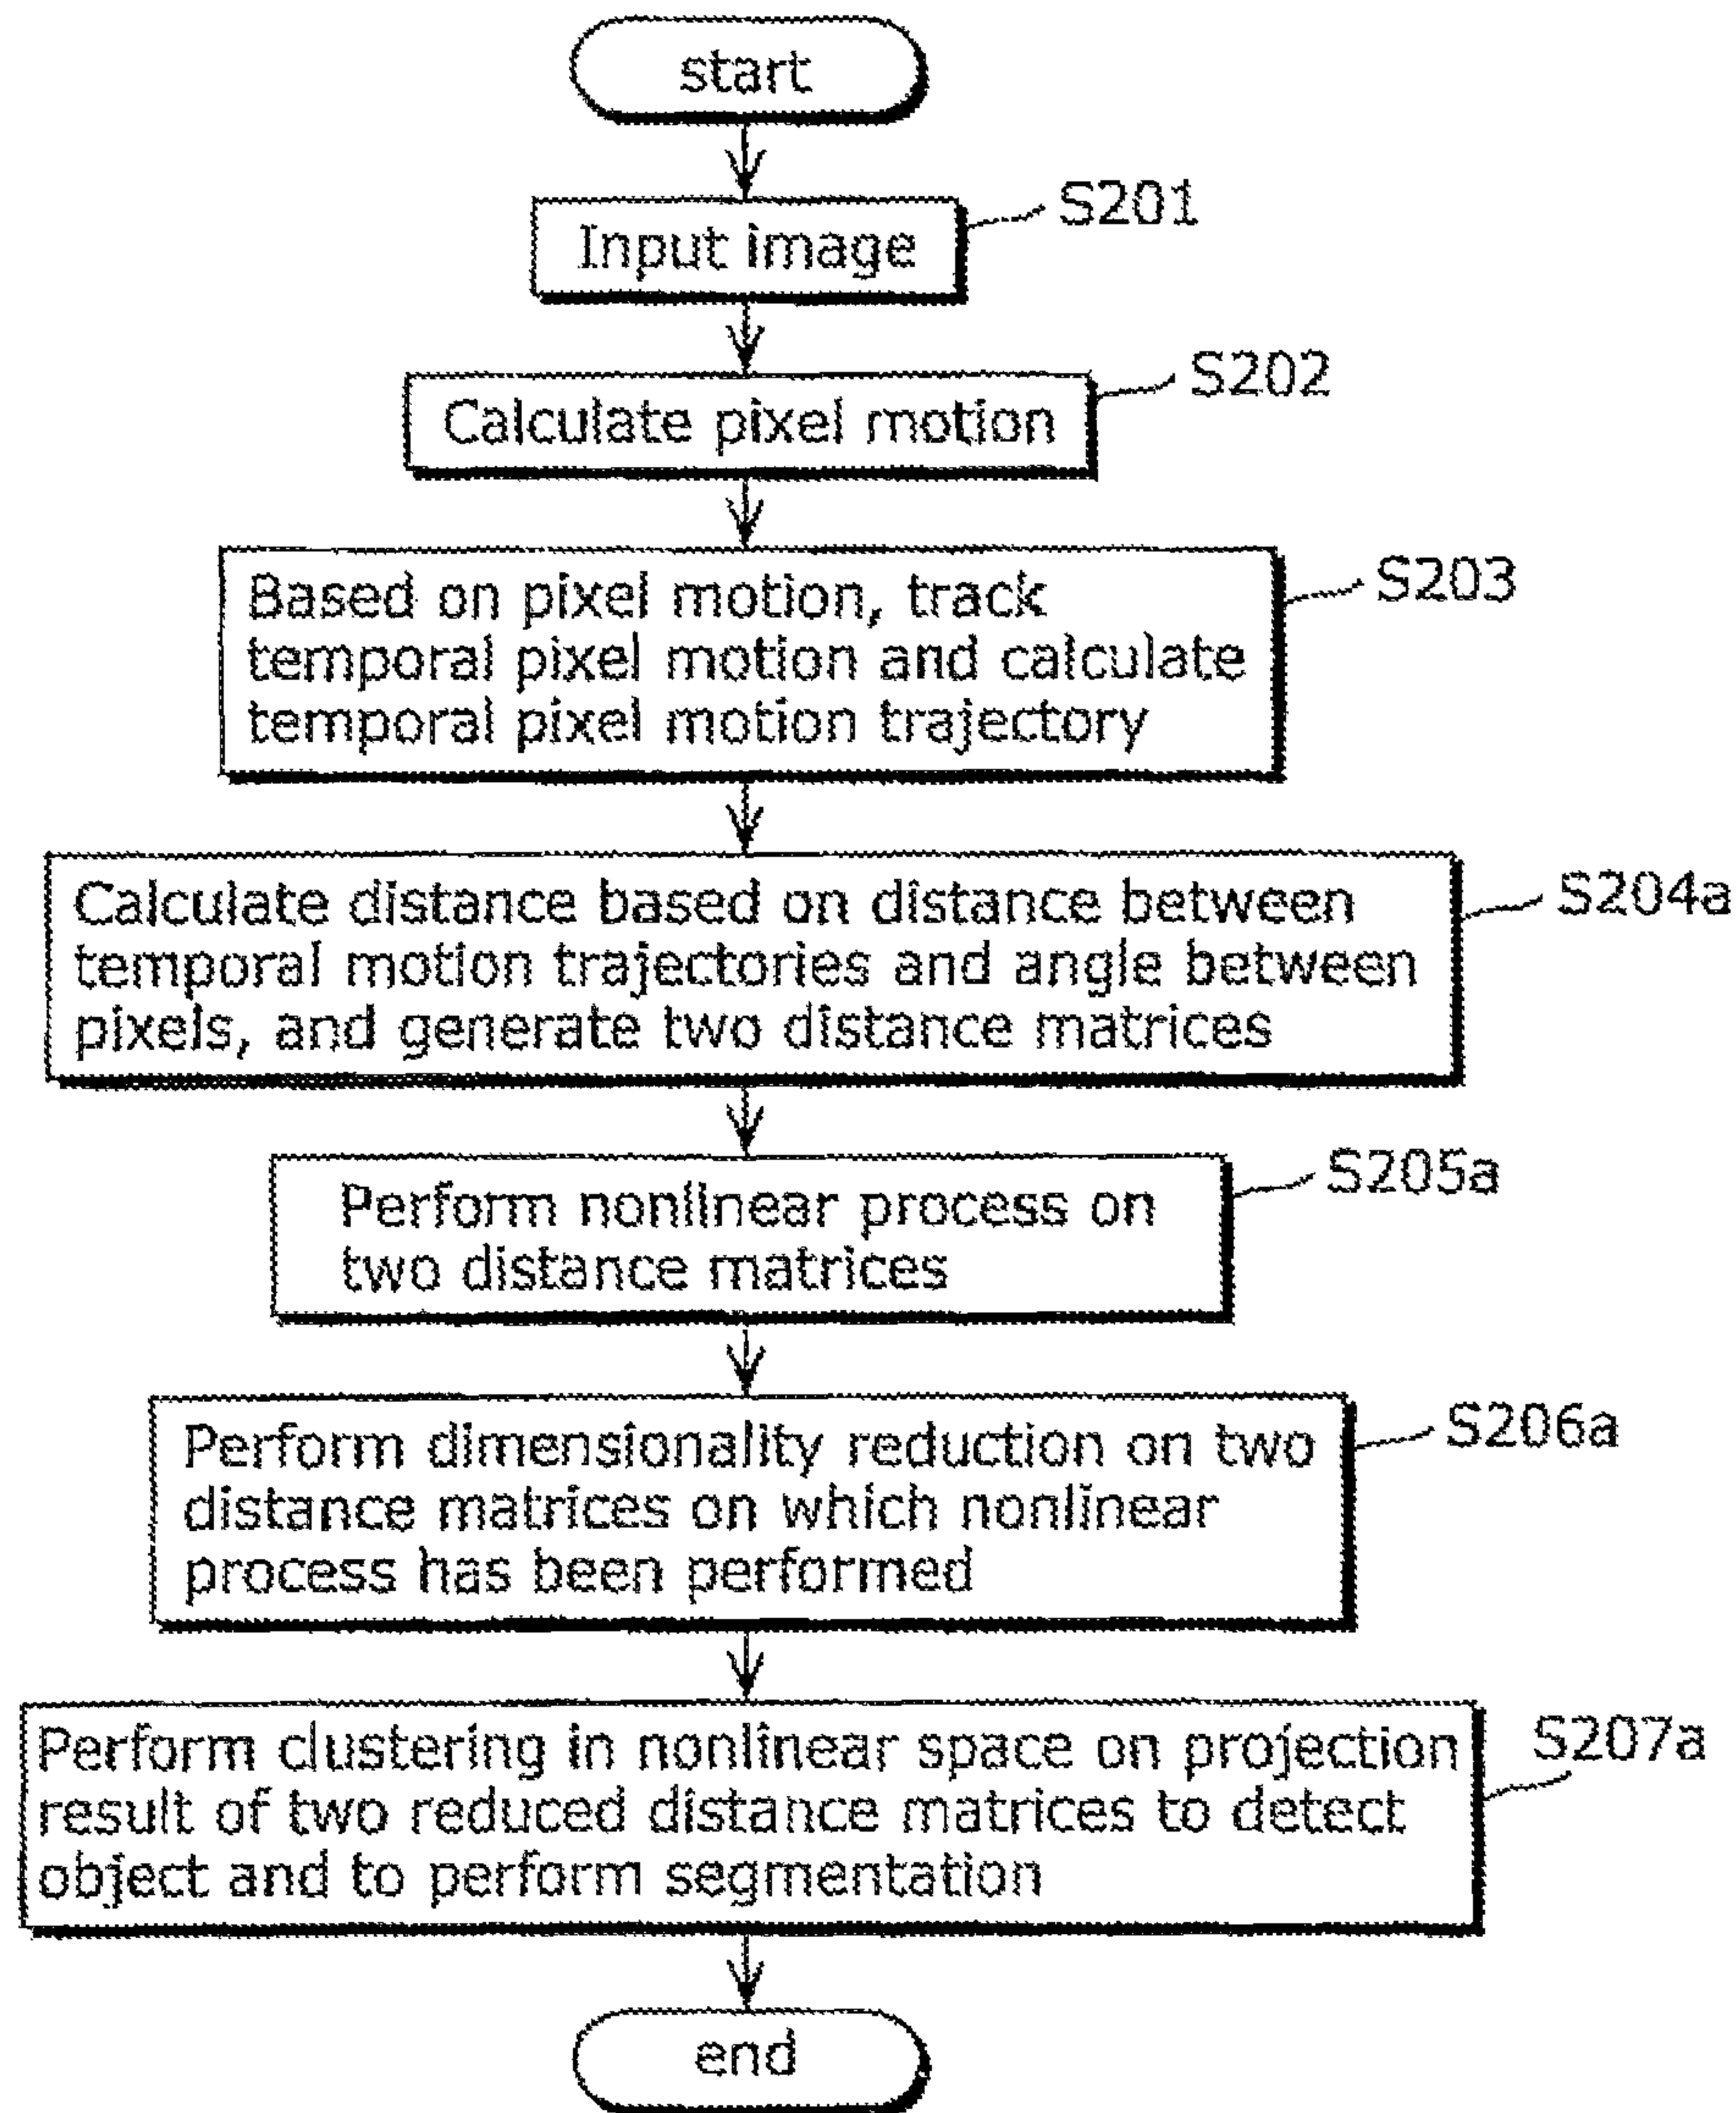 start
Input image
S201
Calculate pixel motion
S202
Based on pixel motion, track
temporal pixel motion and calculate
temporal pixel motion trajectory
S203
Calculate distance based on distance between
temporal motion trajectories and angle between
pixels, and generate two distance matrices
S204a
Perform nonlinear process on
two distance matrices
S205a
Perform dimensionality reduction on two
distance matrices on which nonlinear
process has been performed
S206a
Perform clustering in nonlinear space on projection
result of two reduced distance matrices to detect
object and to perform segmentation
S207a
end